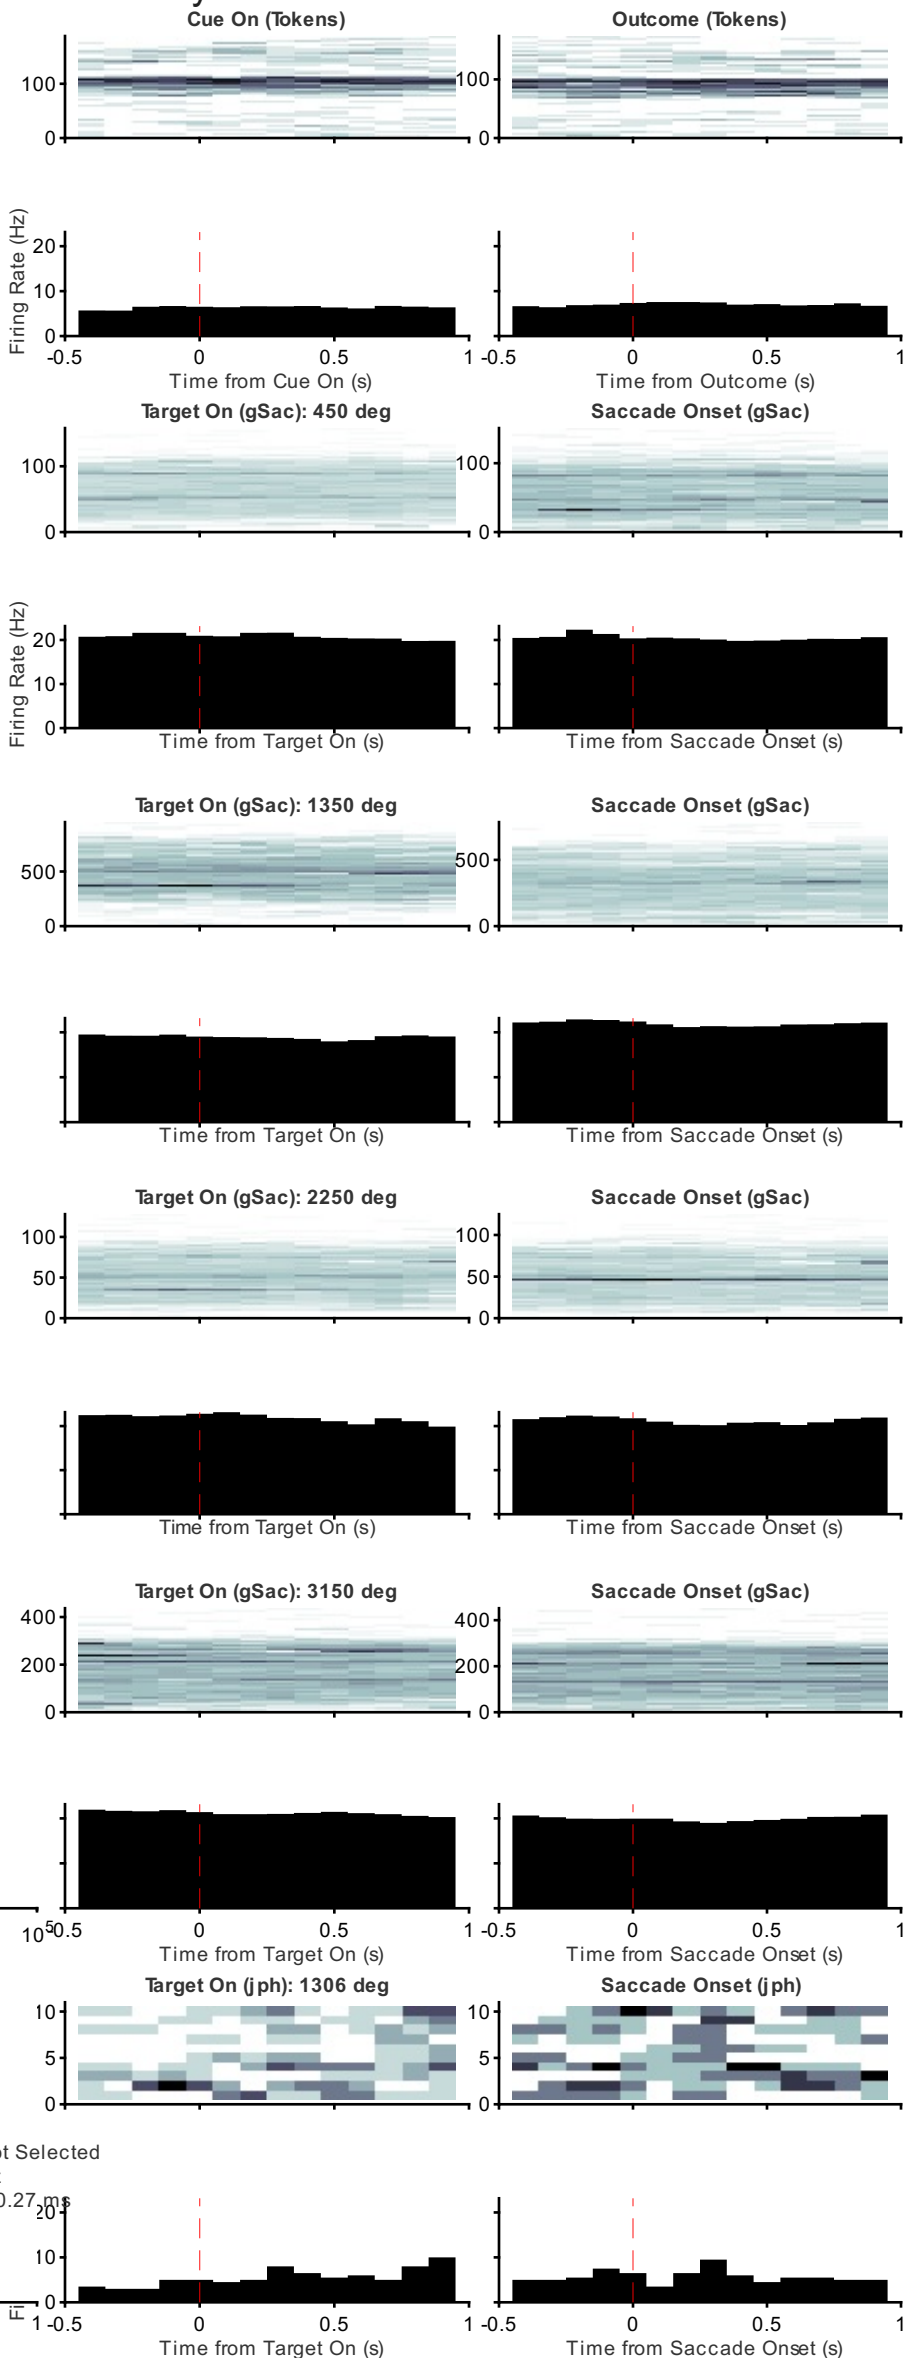 Cue On (Tokens) Outcome (Tokens)
100 100
0 0
Firing Rate (Hz)
20
10
0
-0.5 0 0.5 1 -0.5 0 0.5 1
Time from Cue On (s) Time from Outcome (s)
Target On (gSac): 450 deg Saccade Onset (gSac)
100 100
0 0
Firing Rate (Hz)
20
10
0
Time from Target On (s) Time from Saccade Onset (s)
Target On (gSac): 1350 deg Saccade Onset (gSac)
500 500
0 0
Time from Target On (s) Time from Saccade Onset (s)
Target On (gSac): 2250 deg Saccade Onset (gSac)
100 100
50 50
0 0
Time from Target On (s) Time from Saccade Onset (s)
Target On (gSac): 3150 deg Saccade Onset (gSac)
400 400
200 200
0 0
10⁵ -0.5 0 0.5 1 -0.5 0 0.5 1
Time from Target On (s) Time from Saccade Onset (s)
Target On (jph): 1306 deg Saccade Onset (jph)
10 10
5 5
0 0
t Selected
0.27 ms
20
10
0
Fi
1 -0.5 0 0.5 1 -0.5 0 0.5 1
Time from Target On (s) Time from Saccade Onset (s)